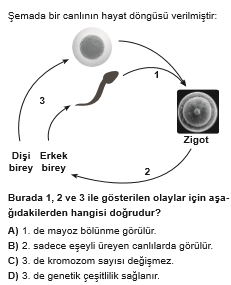 Şemada bir canlının hayat döngüsü verilmiştir:
1
3
Zigot
Dişi Erkek
birey birey
2
Burada 1, 2 ve 3 ile gösterilen olaylar için aşa-
ğıdakilerden hangisi doğrudur?
A) 1. de mayoz bölünme görülür.
B) 2. sadece eşeyli üreyen canlılarda görülür.
C) 3. de kromozom sayısı değişmez.
D) 3. de genetik çeşitlilik sağlanır.